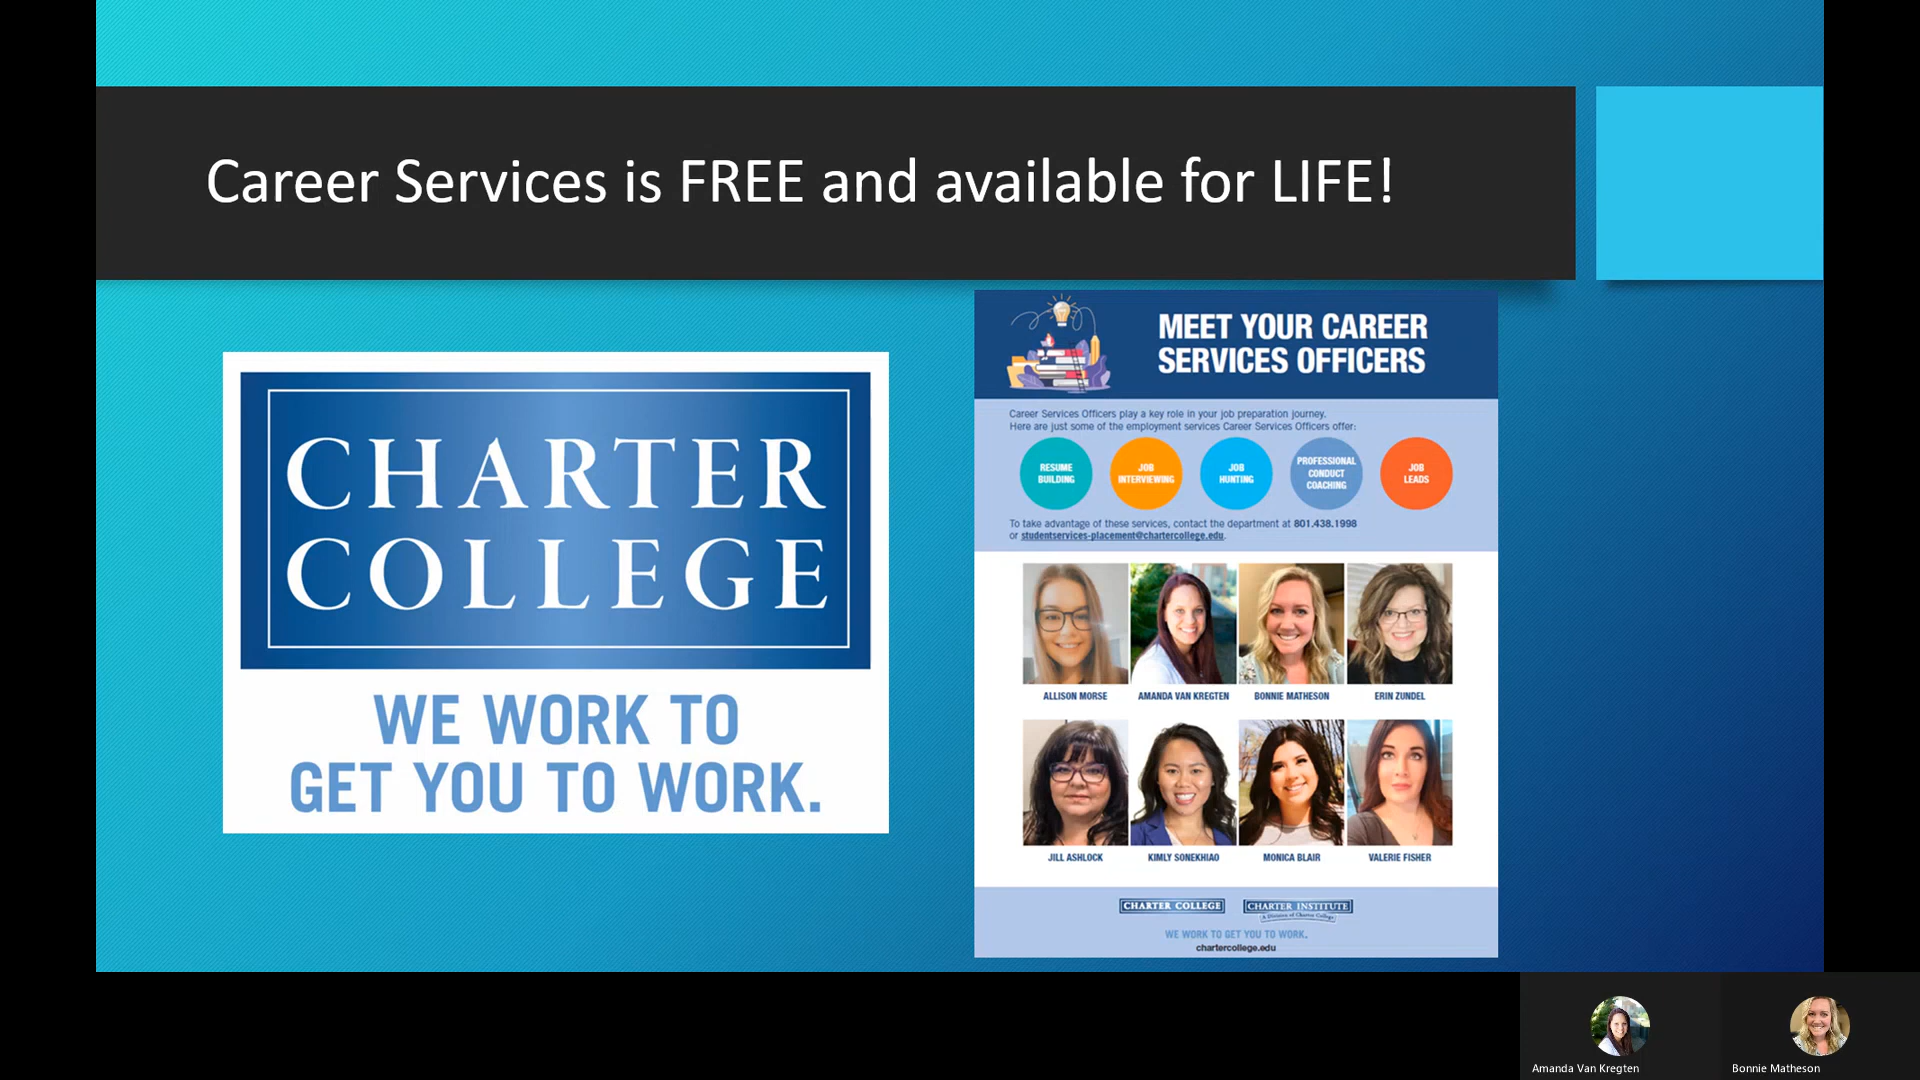 Career Services is FREE and available for LIFE!
CHARTER
COLLEGE
WE WORK TO
GET YOU TO WORK.
MEET YOUR CAREER
SERVICES OFFICERS
Career Services Officers play a key role in your job preparation journey.
Here are just some of the employment services Career Services Officers offer:
RESUME
BUILDING
JOB
INTERVIEWING
JOB
HUNTING
PROFESSIONAL
CONDUCT
COACHING
JOB
LEADS
To take advantage of these services, contact the department at 801.438.1998
or studentservices-placement@chartercollege.edu.
ALLISON MORSE
AMANDA VAN KREGTEN
BONNIE MATHESON
ERIN ZUNDEL
JILL ASHLOCK
KIMLY SONEKHIAO
MONICA BLAIR
VALERIE FISHER
CHARTER COLLEGE
CHARTER INSTITUTE
A Division of Charter College
WE WORK TO GET YOU TO WORK.
chartercollege.edu
Amanda Van Kregten
Bonnie Matheson